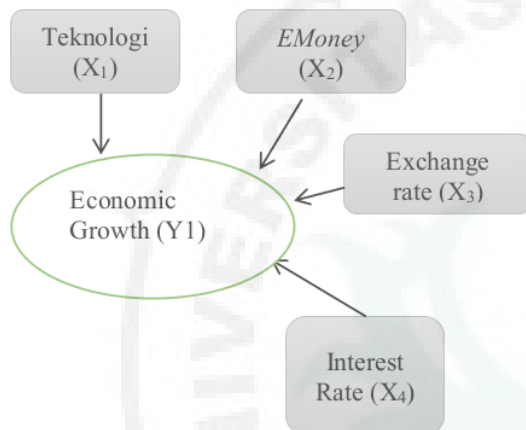 Teknologi
(X₁)
EMoney
(X₂)
Exchange
rate (X₃)
Economic
Growth (Y1)
Interest
Rate (X₄)